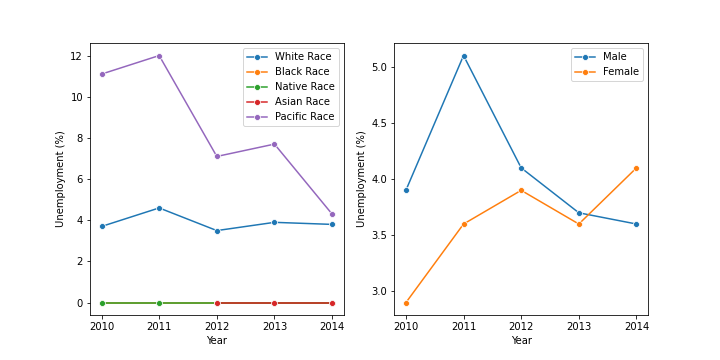 12
10
8
6
4
2
0
Unemployment (%)
2010 2011 2012 2013 2014
Year
White Race
Black Race
Native Race
Asian Race
Pacific Race
5.0
4.5
4.0
3.5
3.0
Unemployment (%)
2010 2011 2012 2013 2014
Year
Male
Female